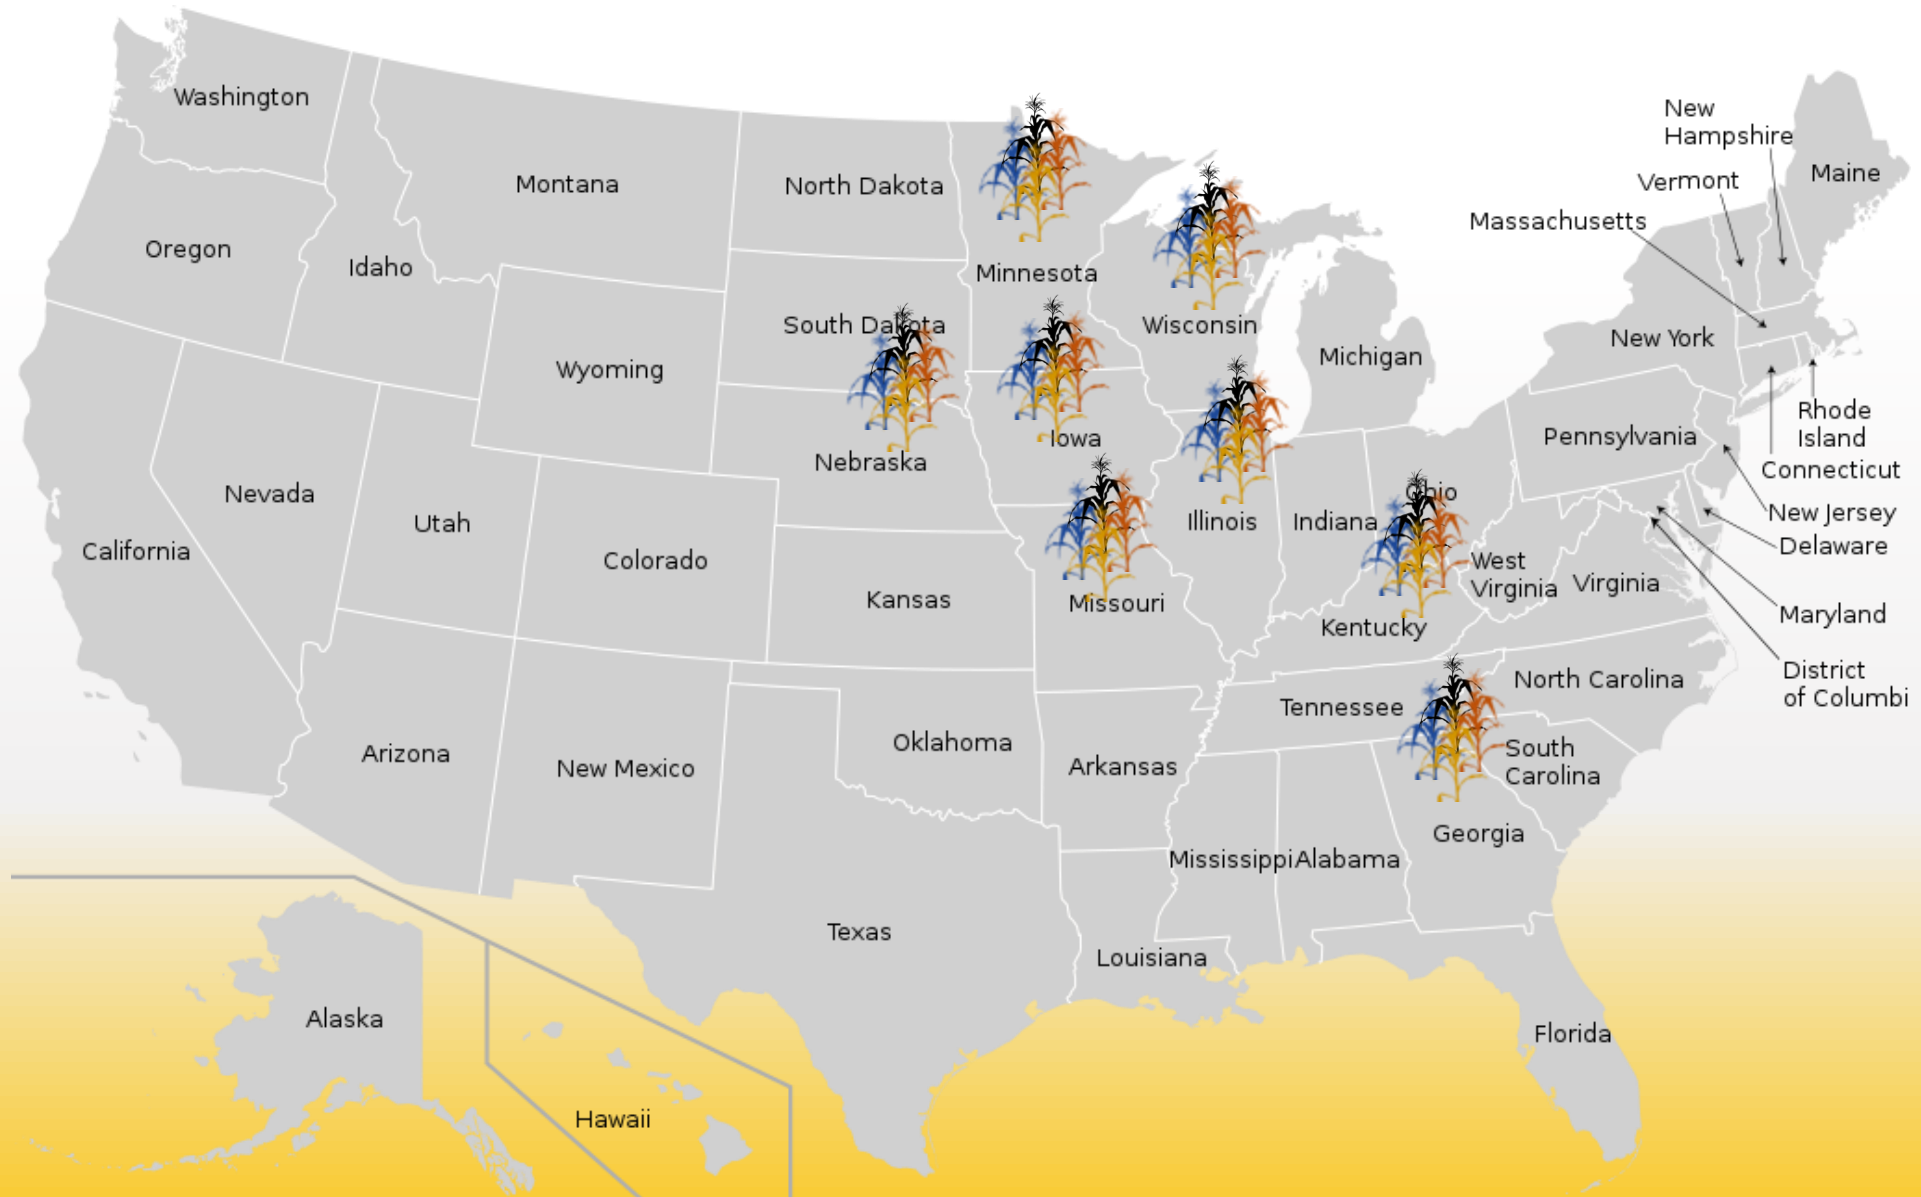 Washington
Montana
North Dakota
Minnesota
New
Hampshire
Vermont
Maine
Massachusetts
Oregon
Idaho
Wyoming
South Dakota
Wisconsin
Michigan
New York
Rhode
Island
Connecticut
New Jersey
Delaware
Maryland
District
of Columbi
Pennsylvania
Iowa
Nebraska
Nevada
Utah
California
Colorado
Kansas
Missouri
Illinois
Indiana
Ohio
West
Virginia
Virginia
Kentucky
North Carolina
Tennessee
South
Carolina
Arizona
New Mexico
Oklahoma
Arkansas
Mississippi
Alabama
Georgia
Texas
Louisiana
Florida
Alaska
Hawaii